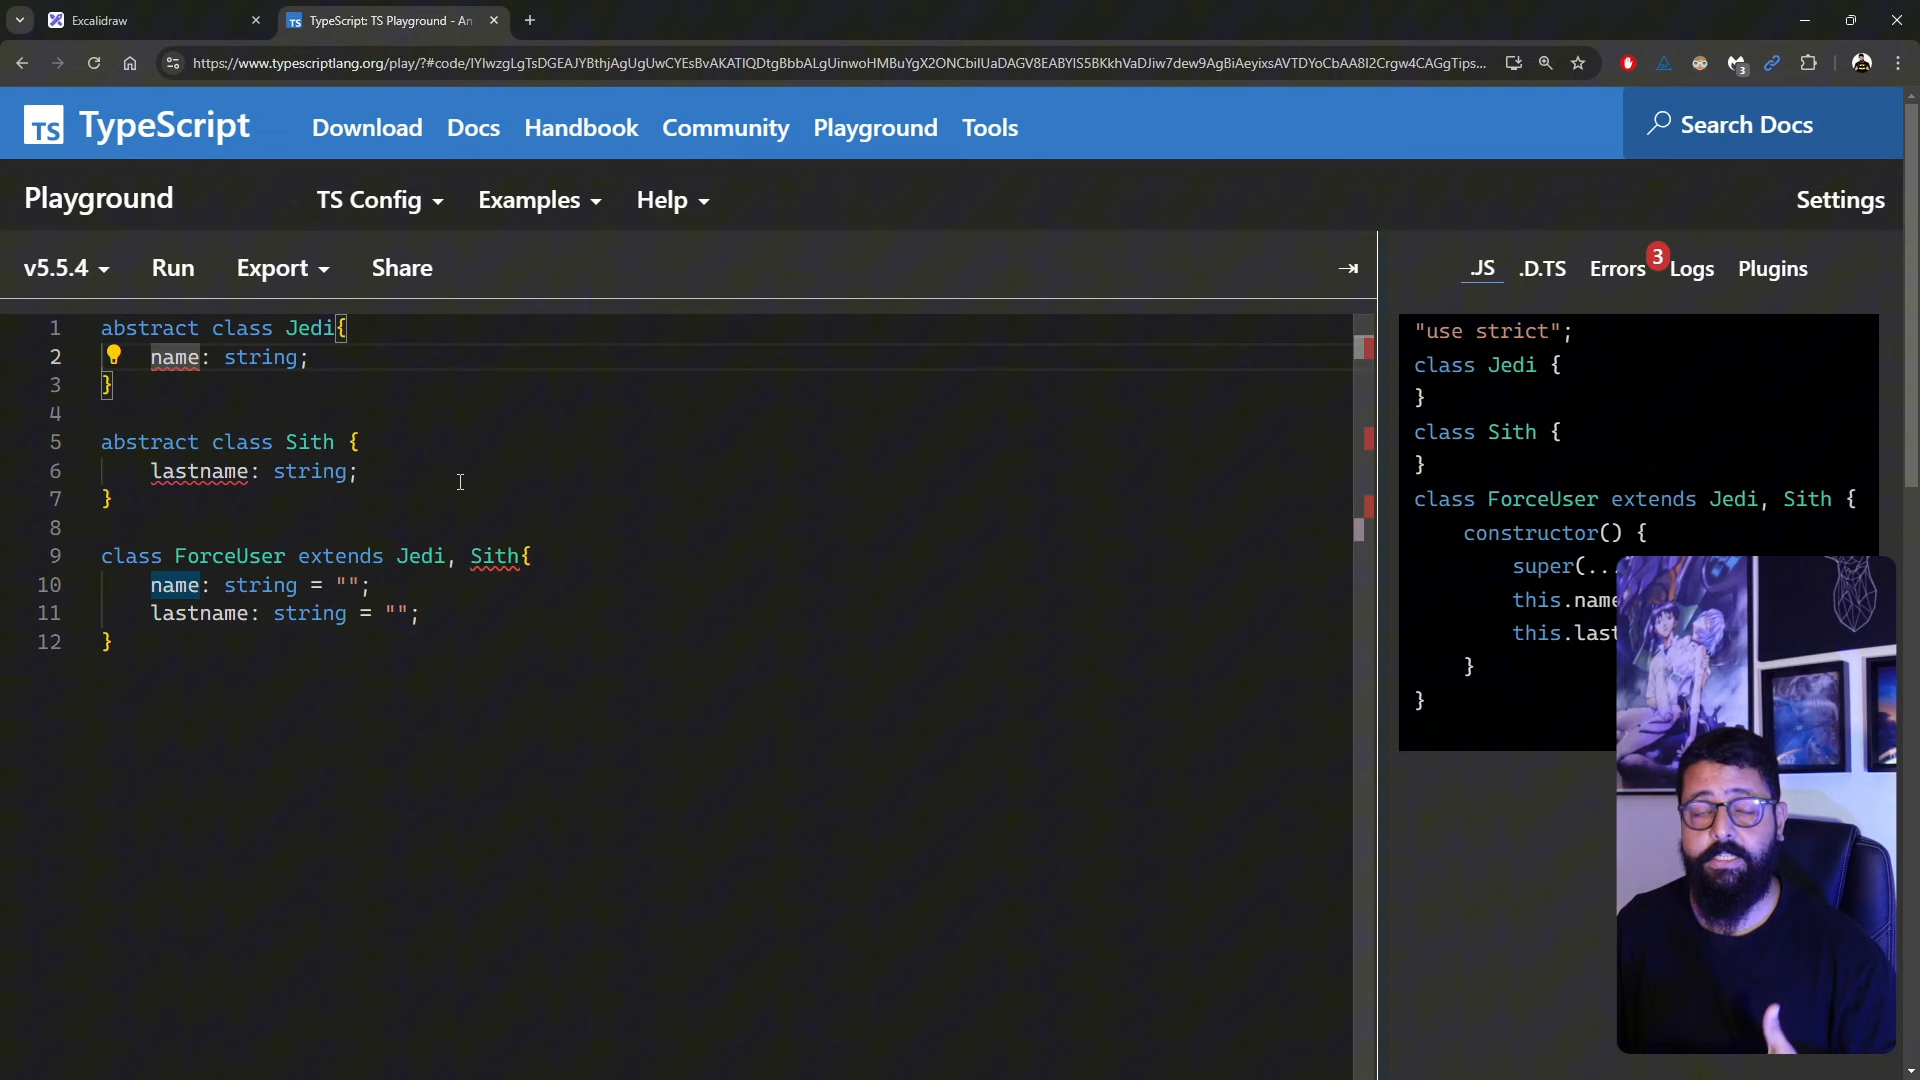 Excalidraw
TypeScript: TS Playground - An
https://www.typescriptlang.org/play/?#code/
3
TypeScript
Download Docs Handbook Community Playground Tools
Search Docs
Playground
TS Config Examples Help
Settings
v5.5.4 Run Export Share
.JS .D.TS Errors 3 Logs Plugins
1 abstract class Jedi{
2 name: string;
3 }
4
5 abstract class Sith {
6 lastname: string;
7 }
8
9 class ForceUser extends Jedi, Sith{
10 name: string = "";
11 lastname: string = "";
12 }
"use strict";
class Jedi {
}
class Sith {
}
class ForceUser extends Jedi, Sith {
constructor() {
super(...
this.name
this.last
}
}